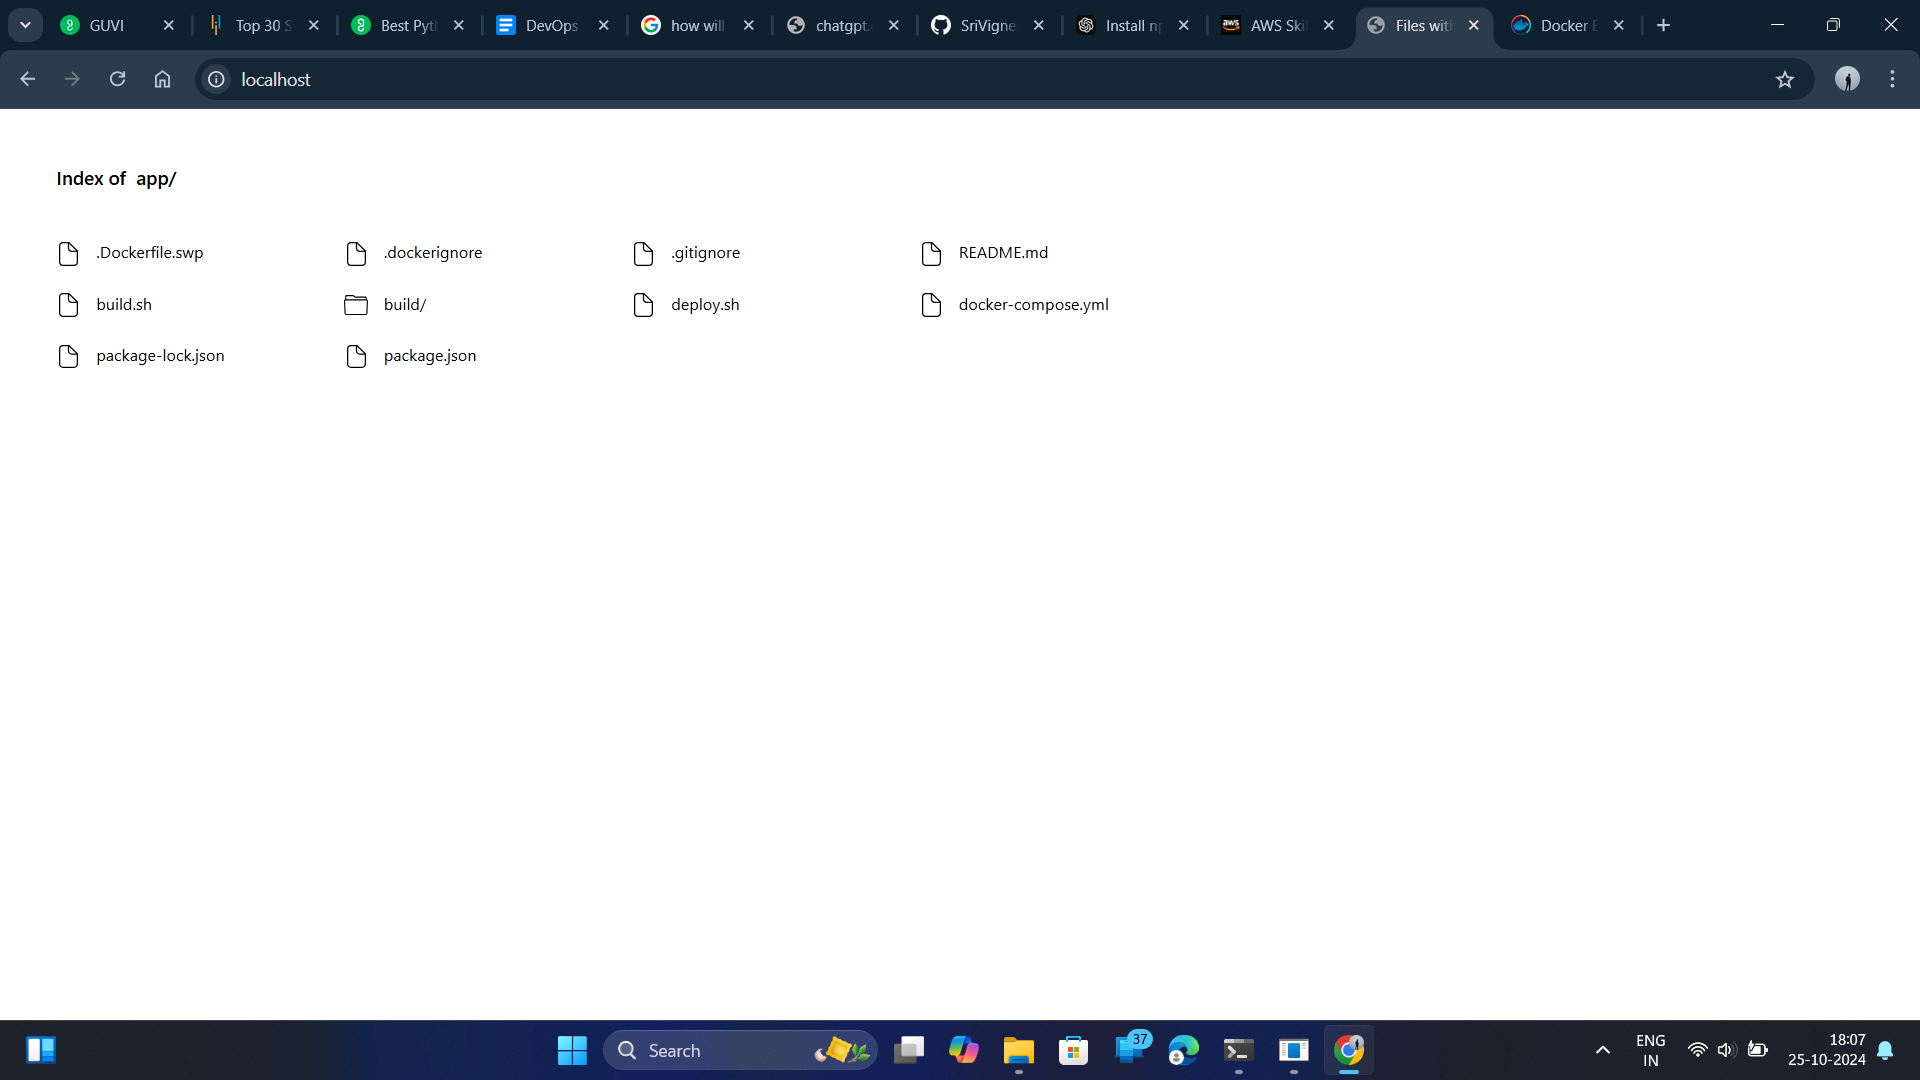 GUVI
Top 30 S
Best Pyt
DevOps
how will
chatgpt.
SriVigne
Install n
AWS Ski
Files wit
Docker
localhost
Index of app/
.Dockerfile.swp
.dockerignore
.gitignore
README.md
build.sh
build/
deploy.sh
docker-compose.yml
package-lock.json
package.json
Search
37
ENG
IN
18:07
25-10-2024